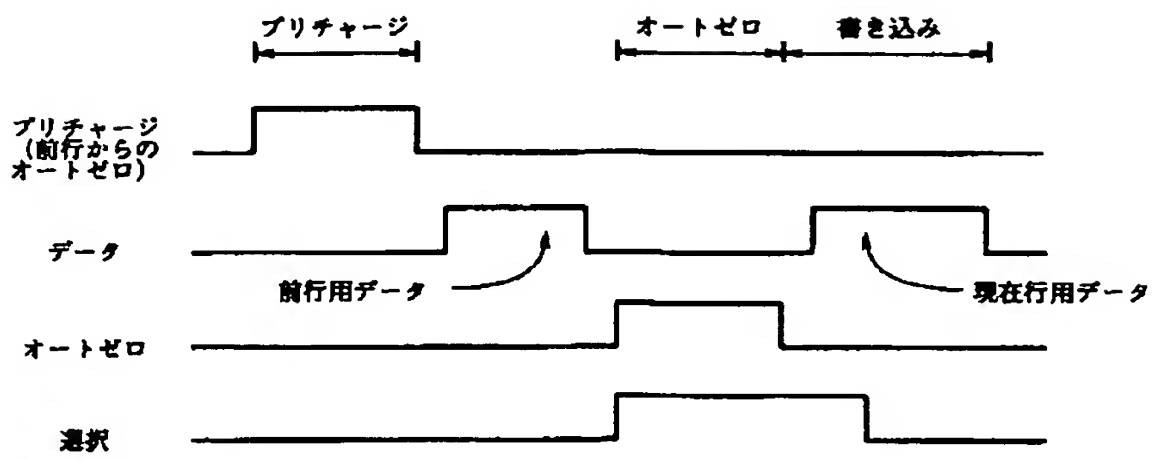 プリチャージ
オートゼロ
書き込み
プリチャージ
(前行からの
オートゼロ)
データ
前行用データ
現在行用データ
オートゼロ
選択